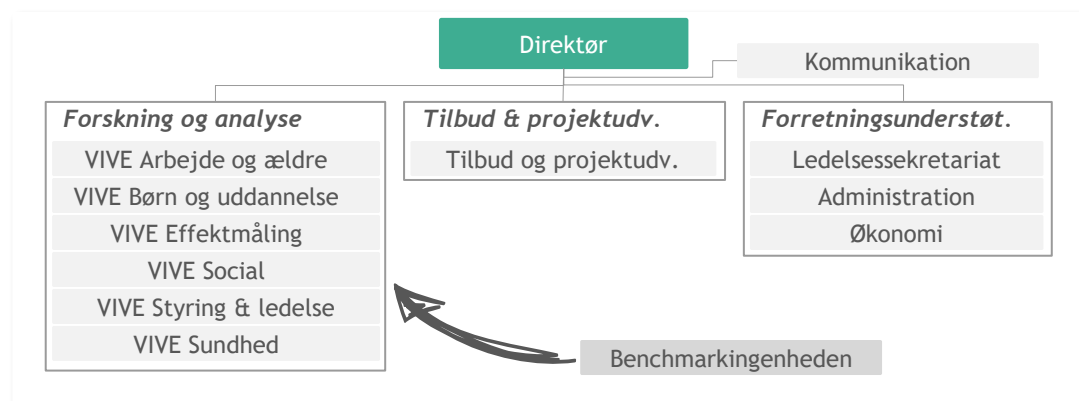 Direktør
Kommunikation
Forskning og analyse
VIVE Arbejde og ældre
VIVE Børn og uddannelse
VIVE Effektmåling
VIVE Social
VIVE Styring & ledelse
VIVE Sundhed
Tilbud & projektudv.
Tilbud og projektudv.
Forretningsunderstøt.
Ledelsessekretariat
Administration
Økonomi
Benchmarkingenheden